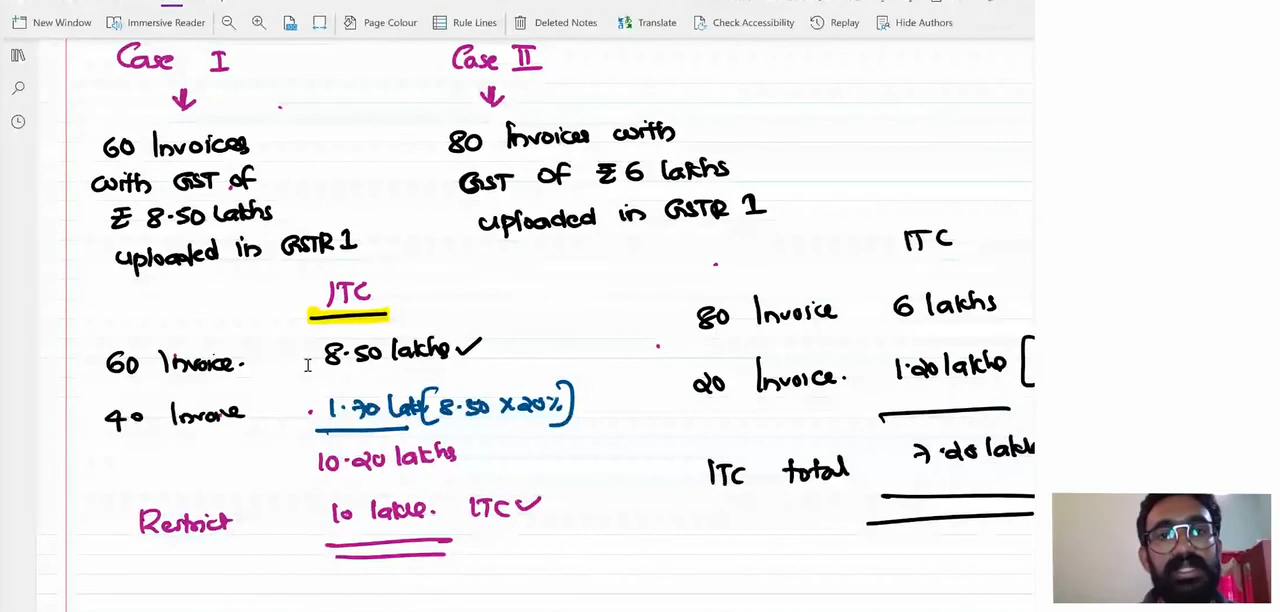 New Window
Immersive Reader
Page Colour
Rule Lines
Deleted Notes
Translate
Check Accessibility
Replay
Hide Authors
Case I
60 Invoices
with GST of
₹ 8.50 Lakhs
uploaded in GSTR 1
Case II
80 Invoices with
GST OF ₹ 6 lakhs
uploaded in GSTR 1
ITC
60 Invoice. 8.50 lakhs ✓
40 Invoice 1.70 Lakh [8.50 x 20%]
10.20 lakhs
Restrict 10 lakhs. ITC ✓
ITC
80 Invoice 6 lakhs
20 Invoice. 1.20 lakhs [
ITC total 7.20 lakh